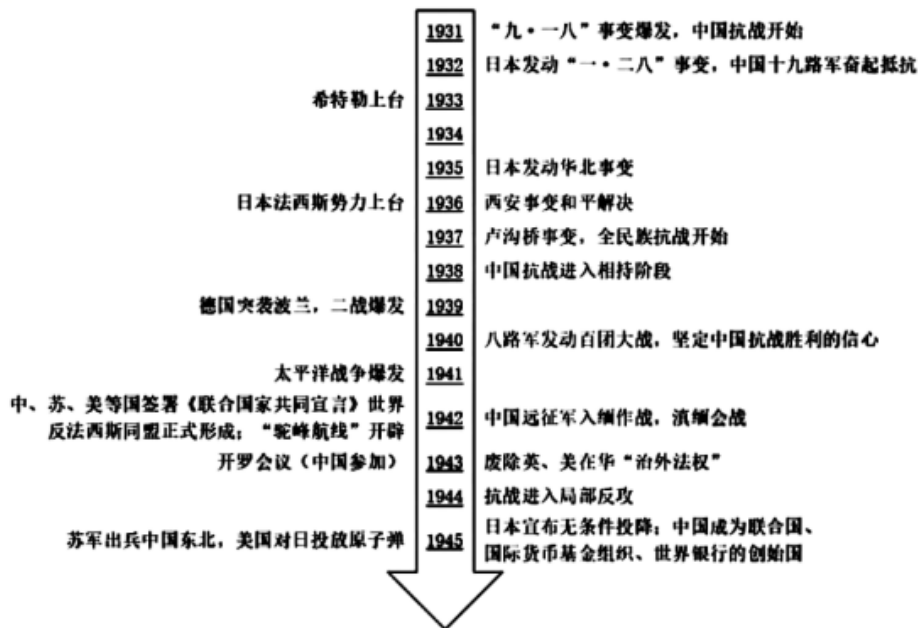 1931 “九·一八”事变爆发，中国抗战开始
1932 日本发动“一·二八”事变，中国十九路军奋起抵抗
希特勒上台 1933
1934
1935 日本发动华北事变
日本法西斯势力上台 1936 西安事变和平解决
1937 卢沟桥事变，全民族抗战开始
1938 中国抗战进入相持阶段
德国突袭波兰，二战爆发 1939
1940 八路军发动百团大战，坚定中国抗战胜利的信心
太平洋战争爆发 1941
中、苏、美等国签署《联合国家共同宣言》世界
反法西斯同盟正式形成；“驼峰航线”开辟 1942 中国远征军入缅作战，滇缅会战
开罗会议（中国参加） 1943 废除英、美在华“治外法权”
1944 抗战进入局部反攻
苏军出兵中国东北，美国对日投放原子弹 1945 日本宣布无条件投降；中国成为联合国、
国际货币基金组织、世界银行的创始国